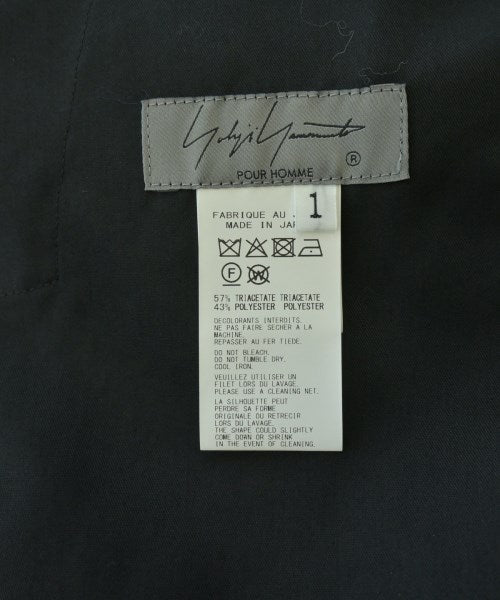 Yohji Yamamoto
®
POUR HOMME
1
FABRIQUE AU
MADE IN JAP
F W
57% TRIACETATE TRIACETATE
43% POLYESTER POLYESTER
DECOLORANTS INTERDITS.
NE PAS FAIRE SECHER A LA
MACHINE.
REPASSER AU FER TIEDE.
DO NOT BLEACH.
DO NOT TUMBLE DRY.
COOL IRON.
VEUILLEZ UTILISER UN
FILET LORS DU LAVAGE.
PLEASE USE A CLEANING NET.
LA SILHOUETTE PEUT
PERDRE SA FORME
ORIGINALE OU RETRECIR
LORS DU LAVAGE.
THE SHAPE COULD SLIGHTLY
COME DOWN OR SHRINK
IN THE EVENT OF CLEANING.